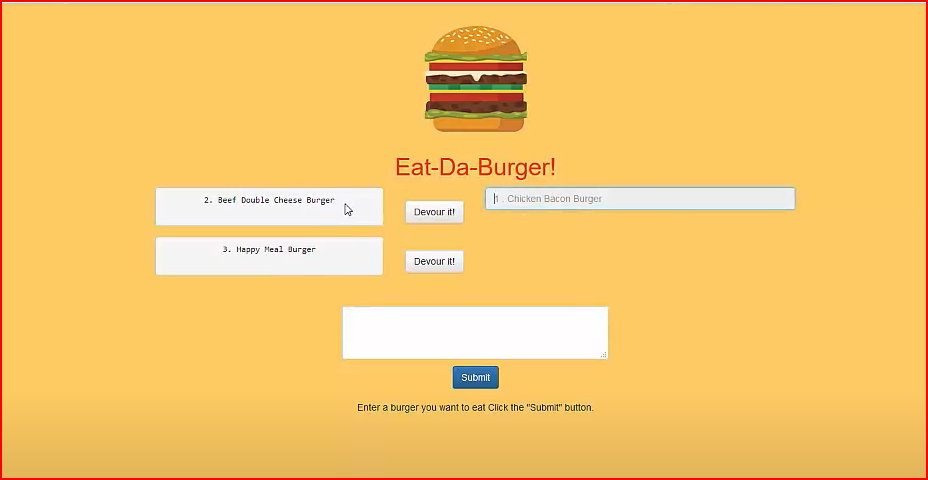 Eat-Da-Burger!
2. Beef Double Cheese Burger
Devour it!
1 . Chicken Bacon Burger
3. Happy Meal Burger
Devour it!
Submit
Enter a burger you want to eat Click the "Submit" button.